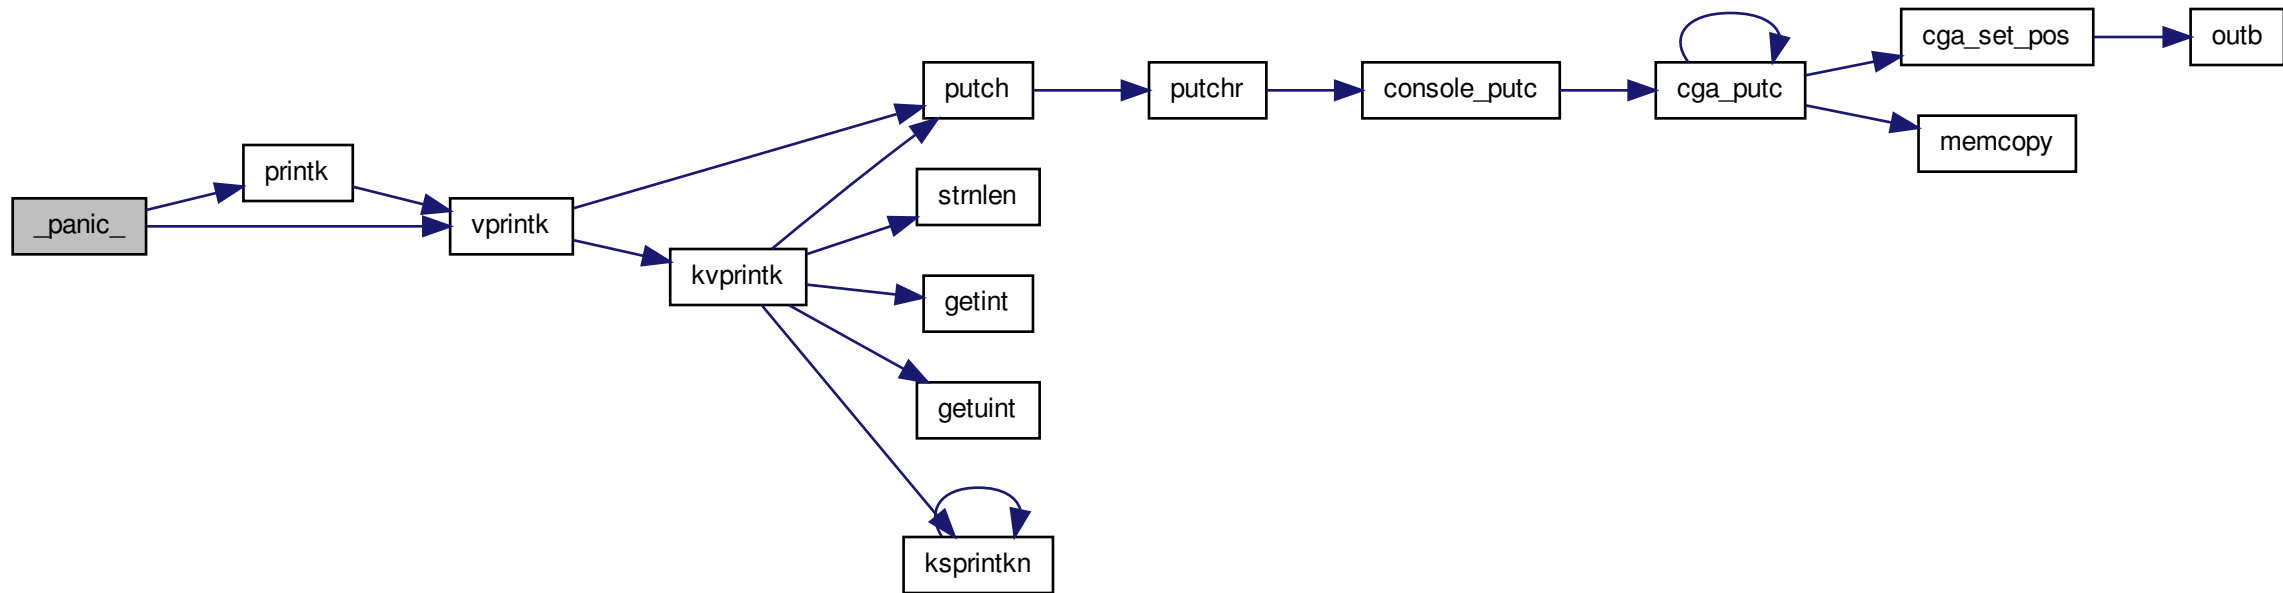 _panic_
printk
vprintk
kvprintk
putch
strnlen
getint
getuint
ksprintkn
putchr
console_putc
cga_putc
cga_set_pos
memcopy
outb